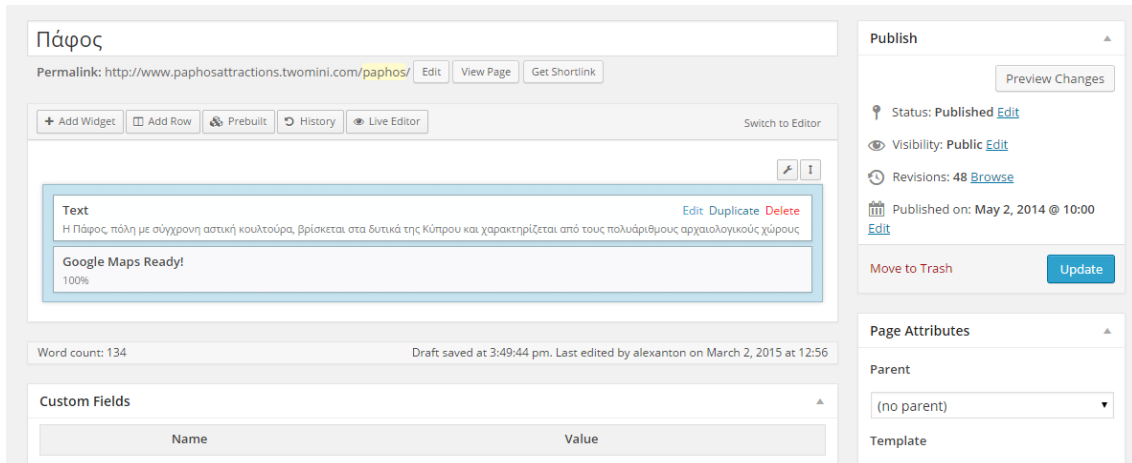 Πάφος
Permalink: http://www.paphosattractions.twomini.com/paphos/ Edit View Page Get Shortlink
Add Widget Add Row Prebuilt History Live Editor Switch to Editor
Text Edit Duplicate Delete
Η Πάφος, πόλη με σύγχρονη αστική κουλτούρα, βρίσκεται στα δυτικά της Κύπρου και χαρακτηρίζεται από τους πολυάριθμους αρχαιολογικούς χώρους
Google Maps Ready!
100%
Word count: 134 Draft saved at 3:49:44 pm. Last edited by alexanton on March 2, 2015 at 12:56
Custom Fields
Name Value
Publish
Preview Changes
Status: Published Edit
Visibility: Public Edit
Revisions: 48 Browse
Published on: May 2, 2014 @ 10:00
Edit
Move to Trash Update
Page Attributes
Parent
(no parent)
Template